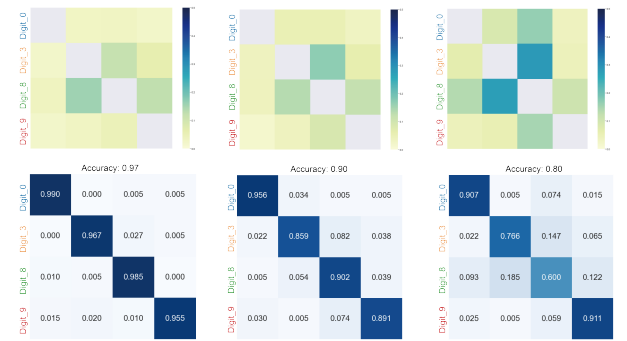 Digit_0
Digit_3
Digit_8
Digit_9
Digit_0
Digit_3
Digit_8
Digit_9
Digit_0
Digit_3
Digit_8
Digit_9
Accuracy: 0.97
Digit_0
Digit_3
Digit_8
Digit_9
0.990 0.000 0.005 0.005
0.000 0.967 0.027 0.005
0.010 0.005 0.985 0.000
0.015 0.020 0.010 0.955
Accuracy: 0.90
Digit_0
Digit_3
Digit_8
Digit_9
0.956 0.034 0.005 0.005
0.022 0.859 0.082 0.038
0.005 0.054 0.902 0.039
0.030 0.005 0.074 0.891
Accuracy: 0.80
Digit_0
Digit_3
Digit_8
Digit_9
0.907 0.005 0.074 0.015
0.022 0.766 0.147 0.065
0.093 0.185 0.600 0.122
0.025 0.005 0.059 0.911